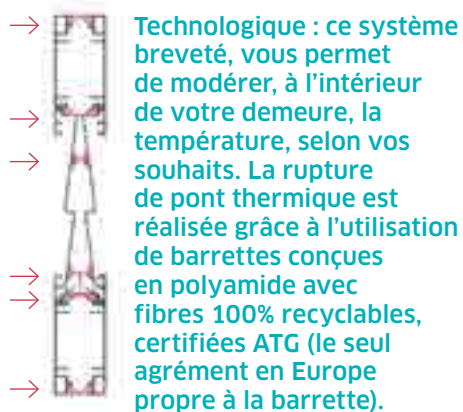 Technologique : ce système
breveté, vous permet
de modérer, à l'intérieur
de votre demeure, la
température, selon vos
souhaits. La rupture
de pont thermique est
réalisée grâce à l'utilisation
de barrettes conçues
en polyamide avec
fibres 100% recyclables,
certifiées ATG (le seul
agrément en Europe
propre à la barrette).